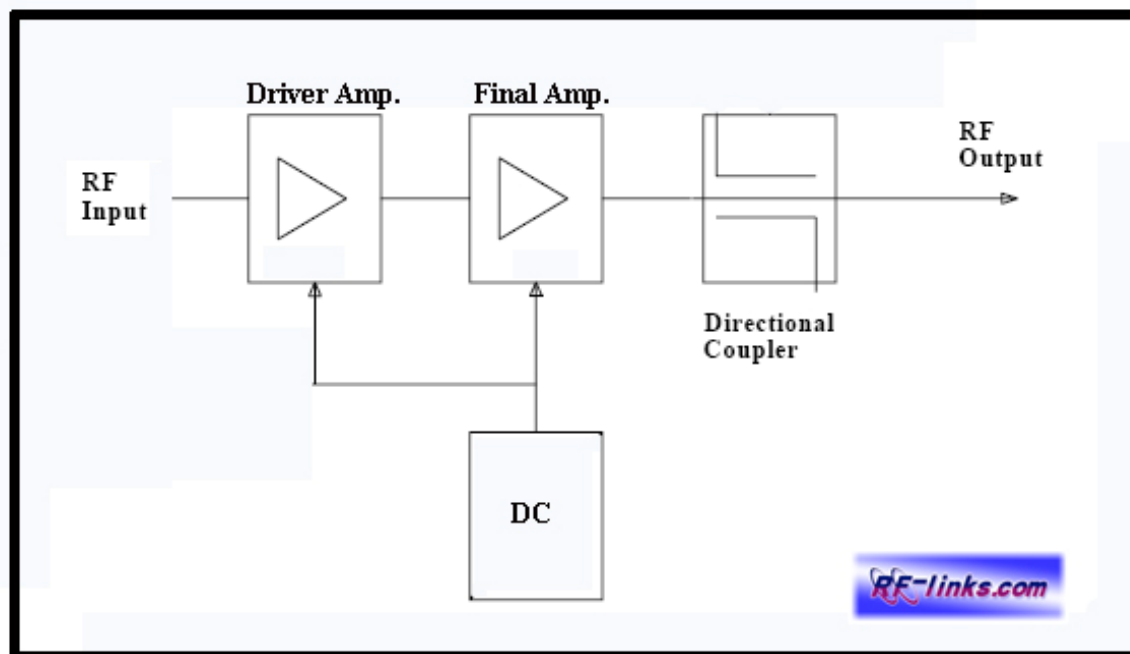 Driver Amp.
Final Amp.
RF
Input
RF
Output
Directional
Coupler
DC
RF-links.com